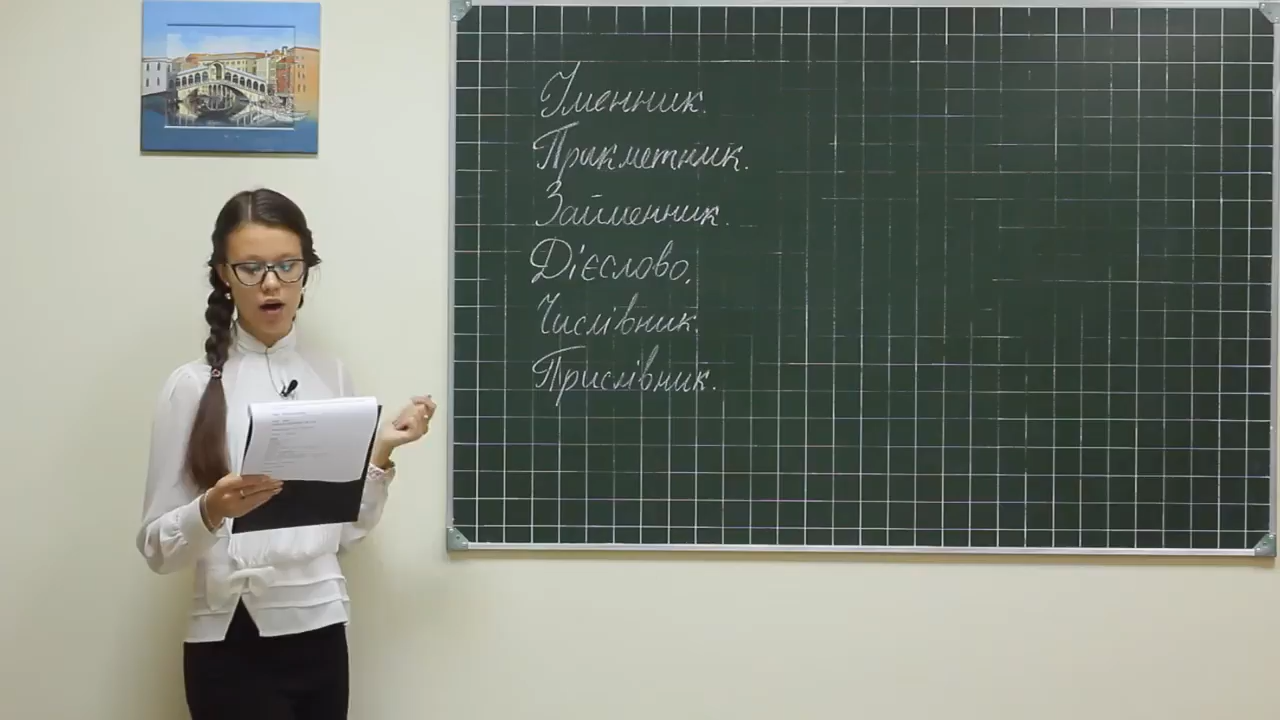 Іменник.
Прикметник.
Займенник.
Дієслово.
Числівник.
Прислівник.